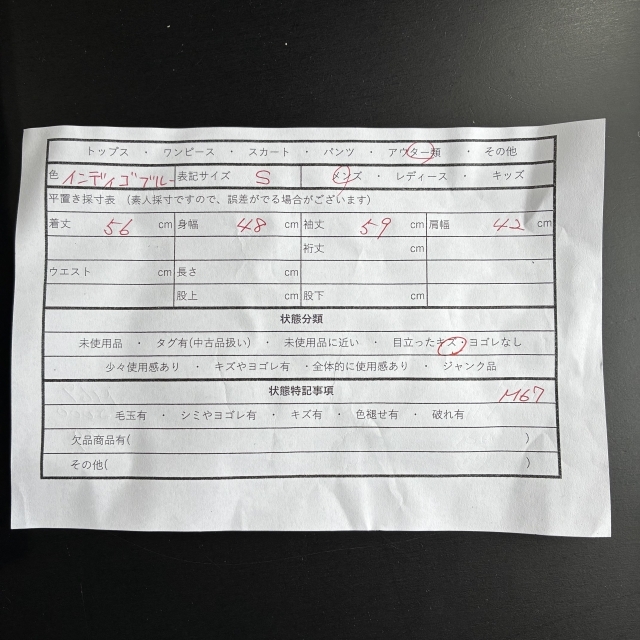 トップス ・ ワンピース ・ スカート ・ パンツ ・ アウター類 ・ その他
色 インディゴブルー 表記サイズ S メンズ ・ レディース ・ キッズ
平置き採寸表 (素人採寸ですので、誤差がでる場合がございます)
着丈 56 cm 身幅 48 cm 袖丈 59 cm 肩幅 42 cm
裄丈 cm
ウエスト cm 長さ cm
股上 cm 股下 cm
状態分類
未使用品 ・ タグ有(中古品扱い) ・ 未使用品に近い ・ 目立ったキズ・ヨゴレなし
少々使用感あり ・ キズやヨゴレ有 ・全体的に使用感あり ・ ジャンク品
状態特記事項 M67
毛玉有 ・ シミやヨゴレ有 ・ キズ有 ・ 色褪せ有 ・ 破れ有
欠品商品有( )
その他( )